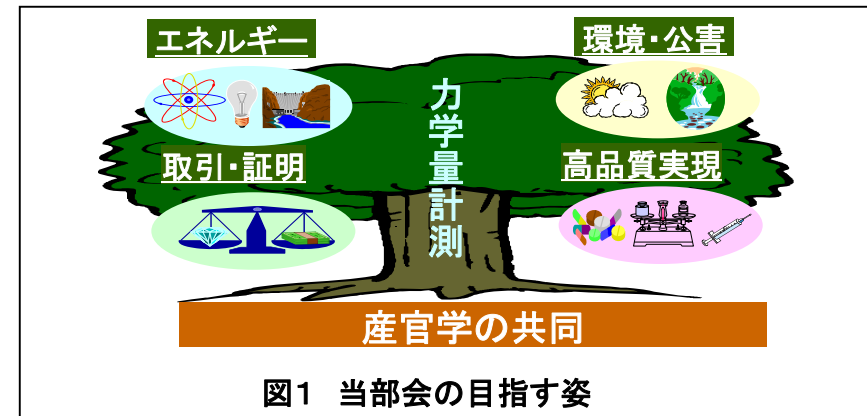 エネルギー
環境・公害
力学量計測
取引・証明
高品質実現
産官学の共同
図1 当部会の目指す姿